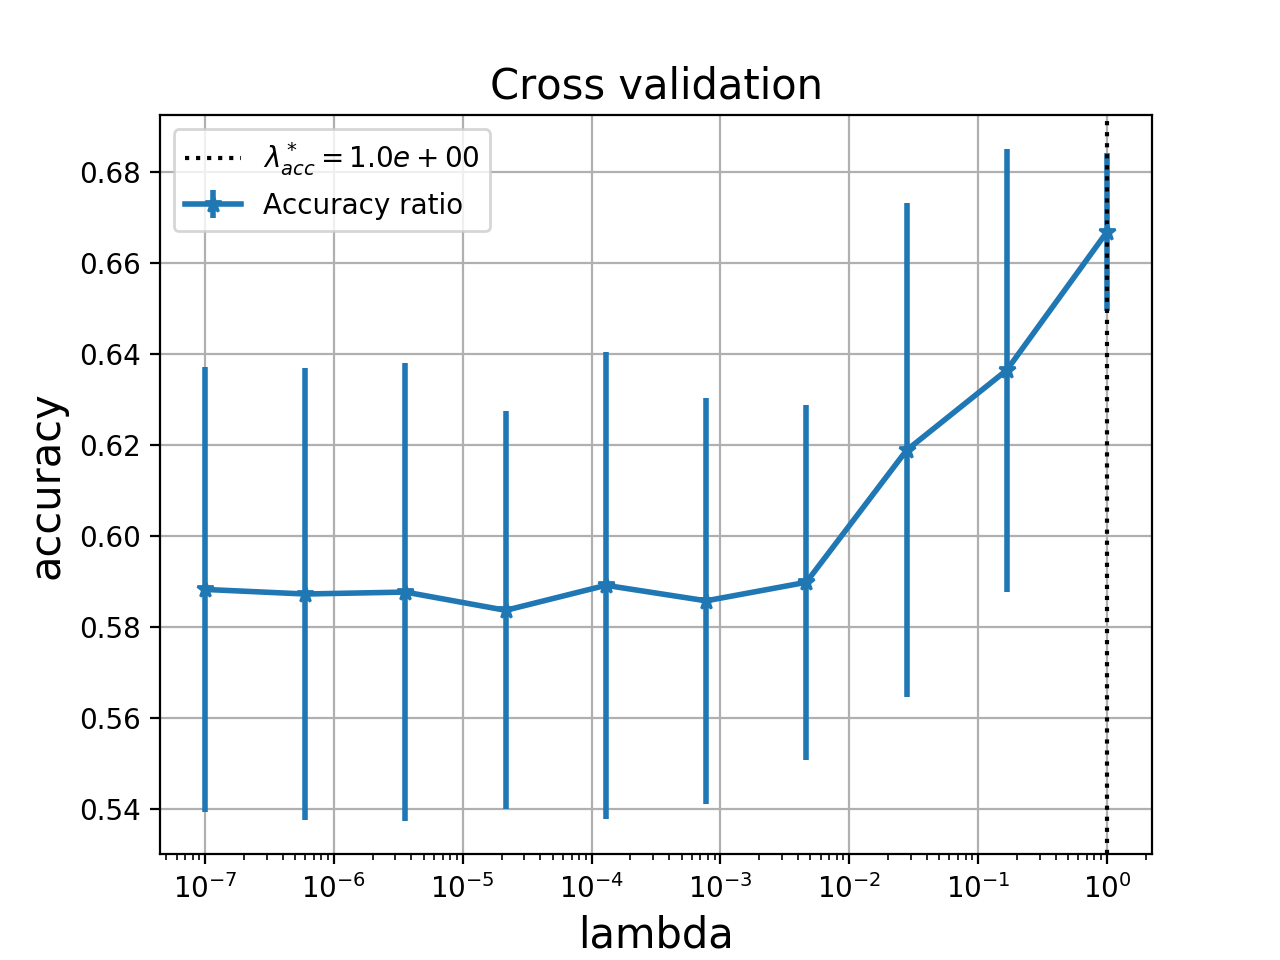 Cross validation
λ*acc = 1.0e + 00
Accuracy ratio
accuracy
0.68
0.66
0.64
0.62
0.60
0.58
0.56
0.54
10⁻⁷ 10⁻⁶ 10⁻⁵ 10⁻⁴ 10⁻³ 10⁻² 10⁻¹ 10⁰
lambda